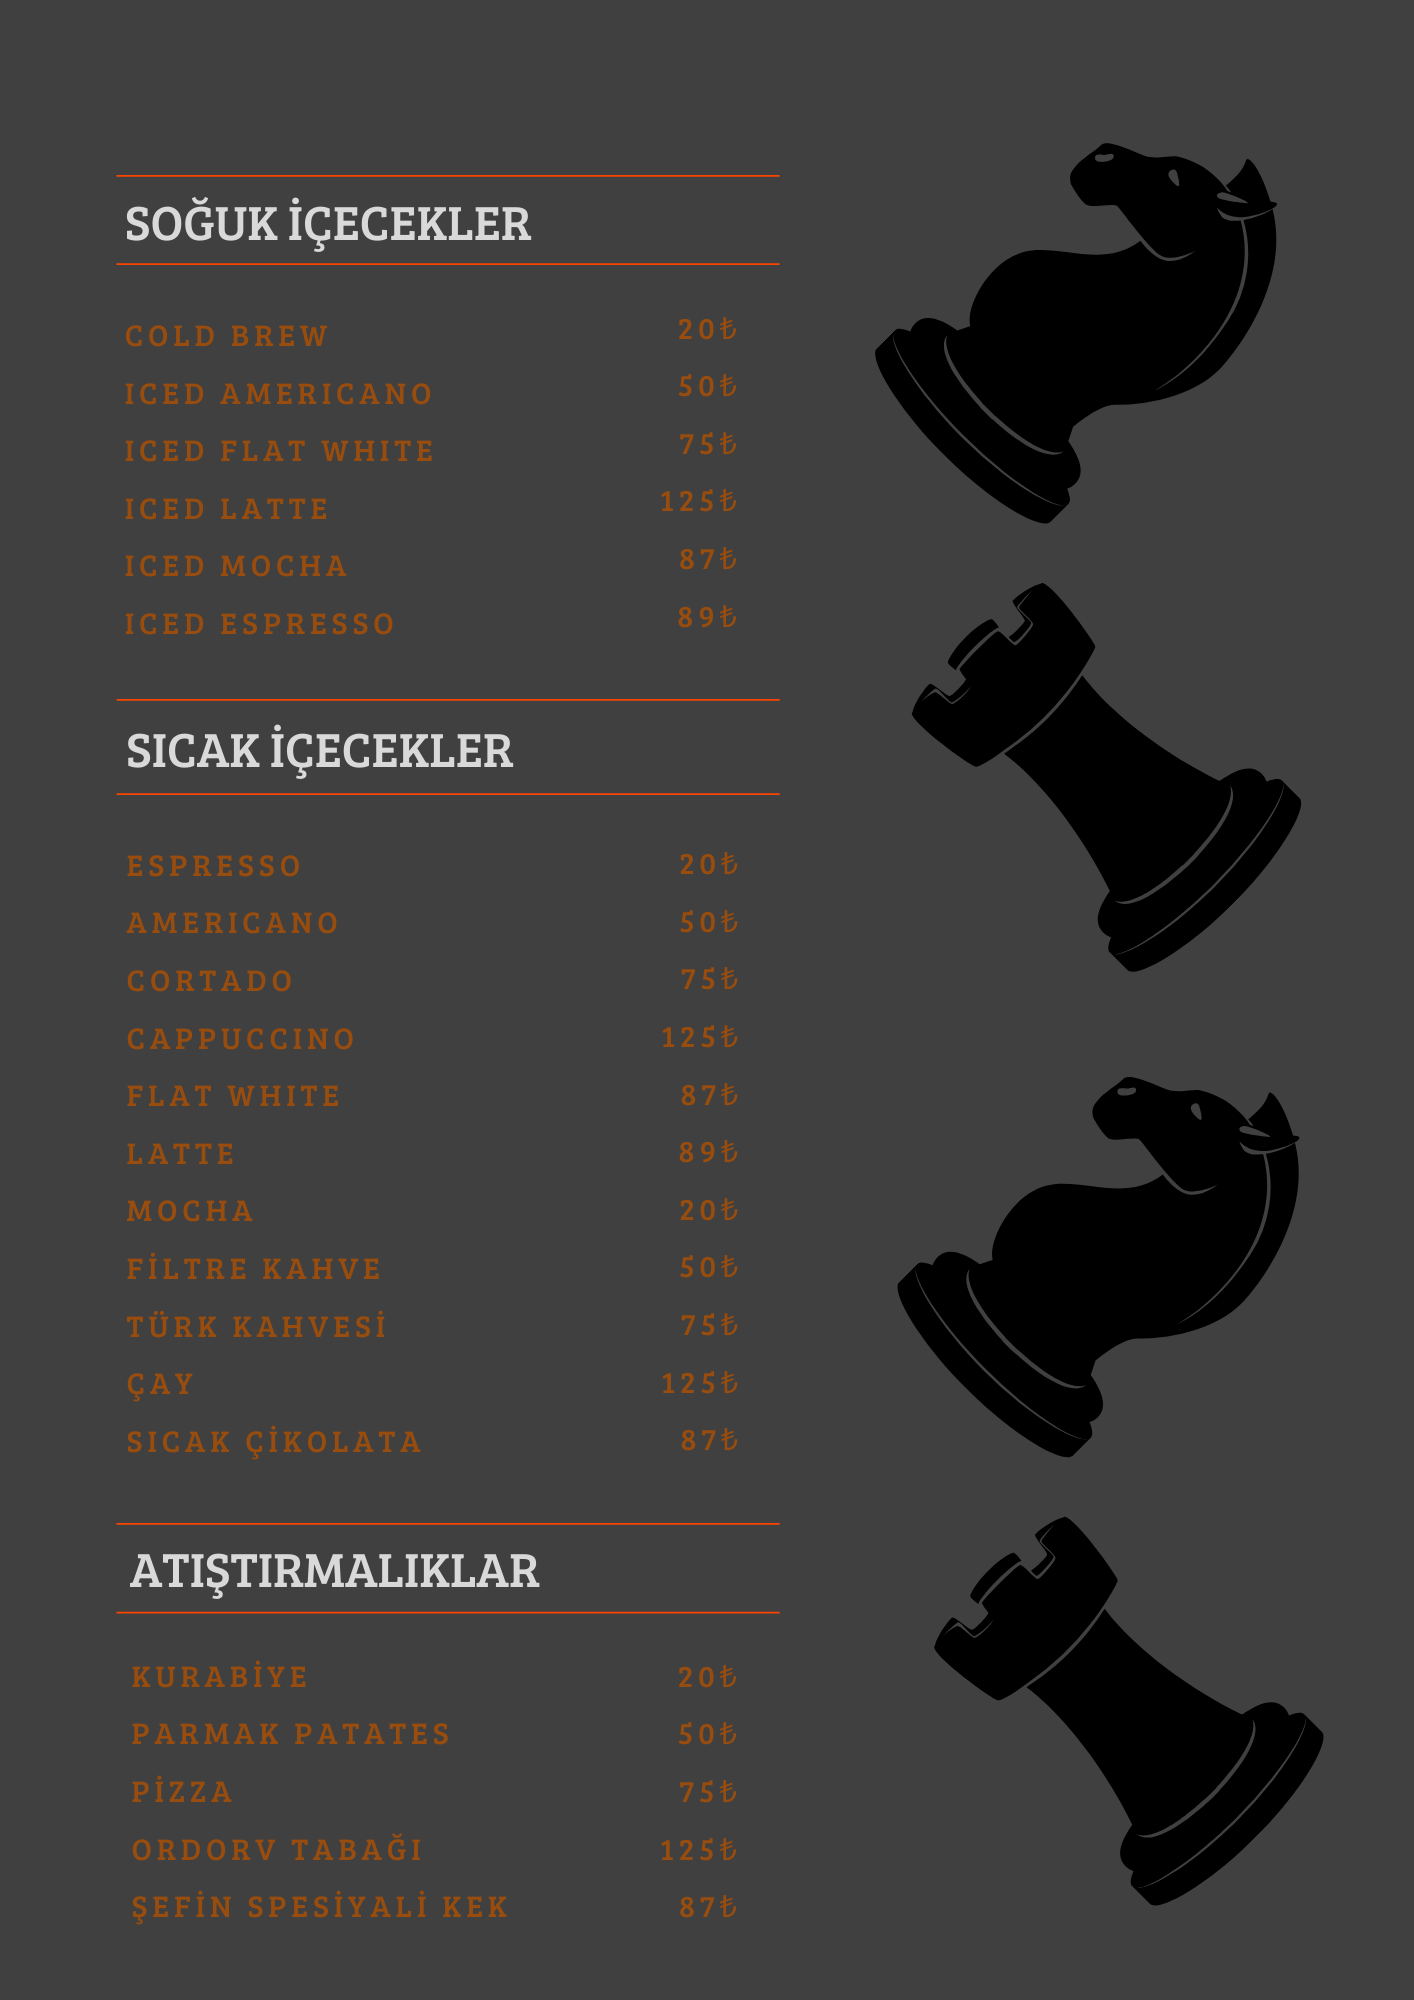 SOĞUK İÇECEKLER
COLD BREW 20₺
ICED AMERICANO 50₺
ICED FLAT WHITE 75₺
ICED LATTE 125₺
ICED MOCHA 87₺
ICED ESPRESSO 89₺
SICAK İÇECEKLER
ESPRESSO 20₺
AMERICANO 50₺
CORTADO 75₺
CAPPUCCINO 125₺
FLAT WHITE 87₺
LATTE 89₺
MOCHA 20₺
FİLTRE KAHVE 50₺
TÜRK KAHVESİ 75₺
ÇAY 125₺
SICAK ÇİKOLATA 87₺
ATIŞTIRMALIKLAR
KURABİYE 20₺
PARMAK PATATES 50₺
PİZZA 75₺
ORDORV TABAĞI 125₺
ŞEFİN SPESİYALİ KEK 87₺